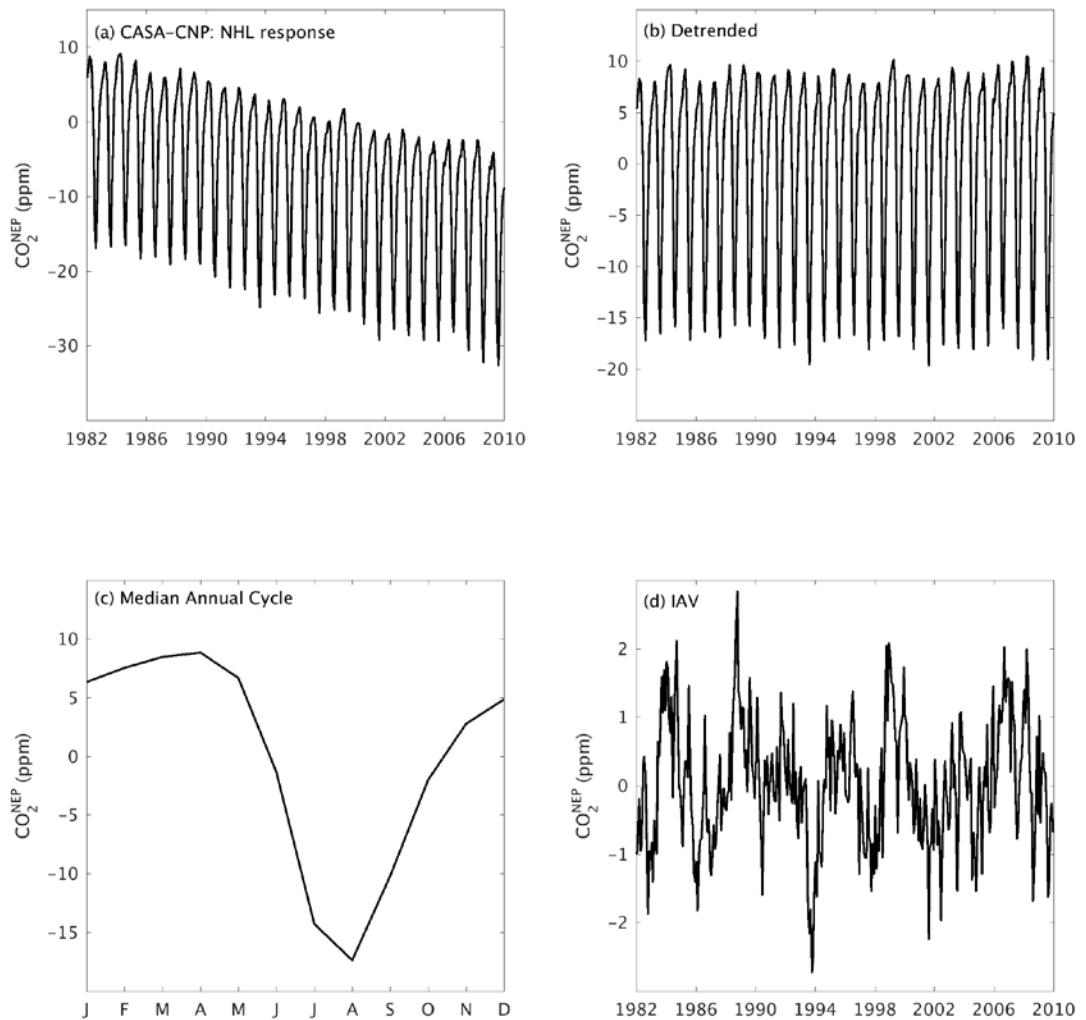 (a) CASA-CNP: NHL response
10
0
-10
-20
-30
CO₂ᴺᴱᴾ (ppm)
1982 1986 1990 1994 1998 2002 2006 2010
(b) Detrended
10
5
0
-5
-10
-15
-20
CO₂ᴺᴱᴾ (ppm)
1982 1986 1990 1994 1998 2002 2006 2010
(c) Median Annual Cycle
10
5
0
-5
-10
-15
CO₂ᴺᴱᴾ (ppm)
J F M A M J J A S O N D
(d) IAV
2
1
0
-1
-2
CO₂ᴺᴱᴾ (ppm)
1982 1986 1990 1994 1998 2002 2006 2010